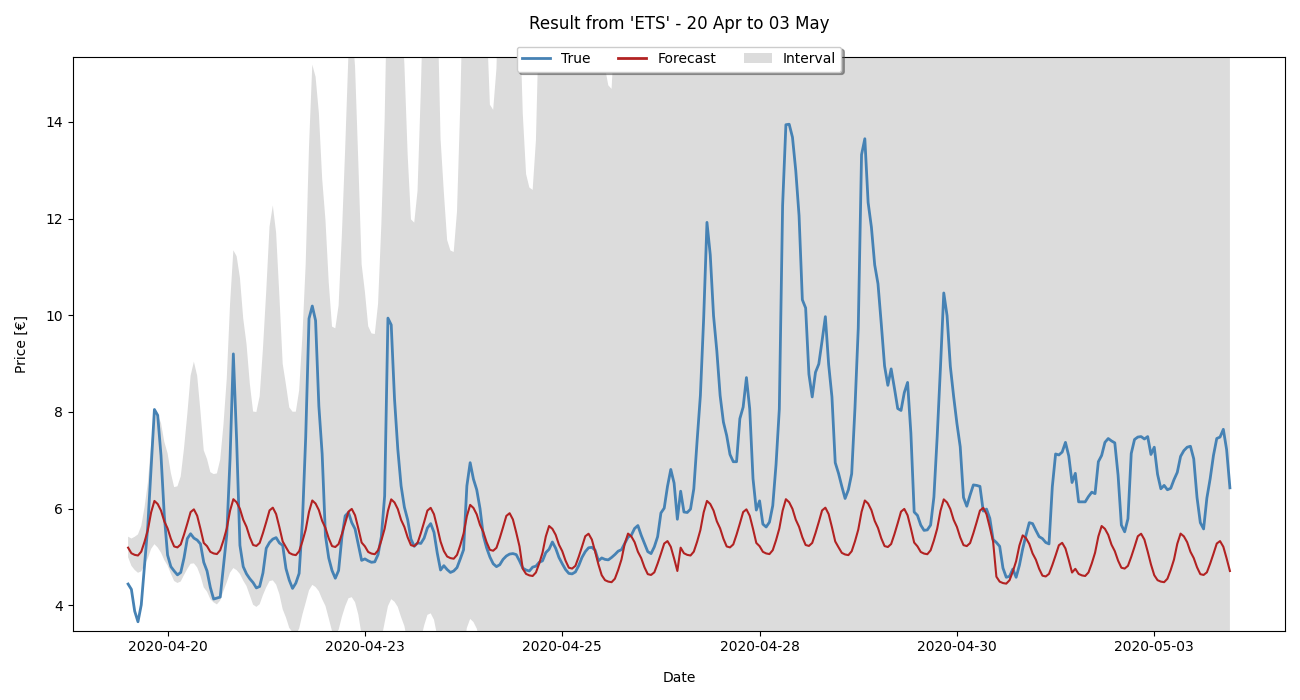 Result from 'ETS' - 20 Apr to 03 May
True Forecast Interval
14
12
10
8
6
4
Price [€]
2020-04-20 2020-04-23 2020-04-25 2020-04-28 2020-04-30 2020-05-03
Date